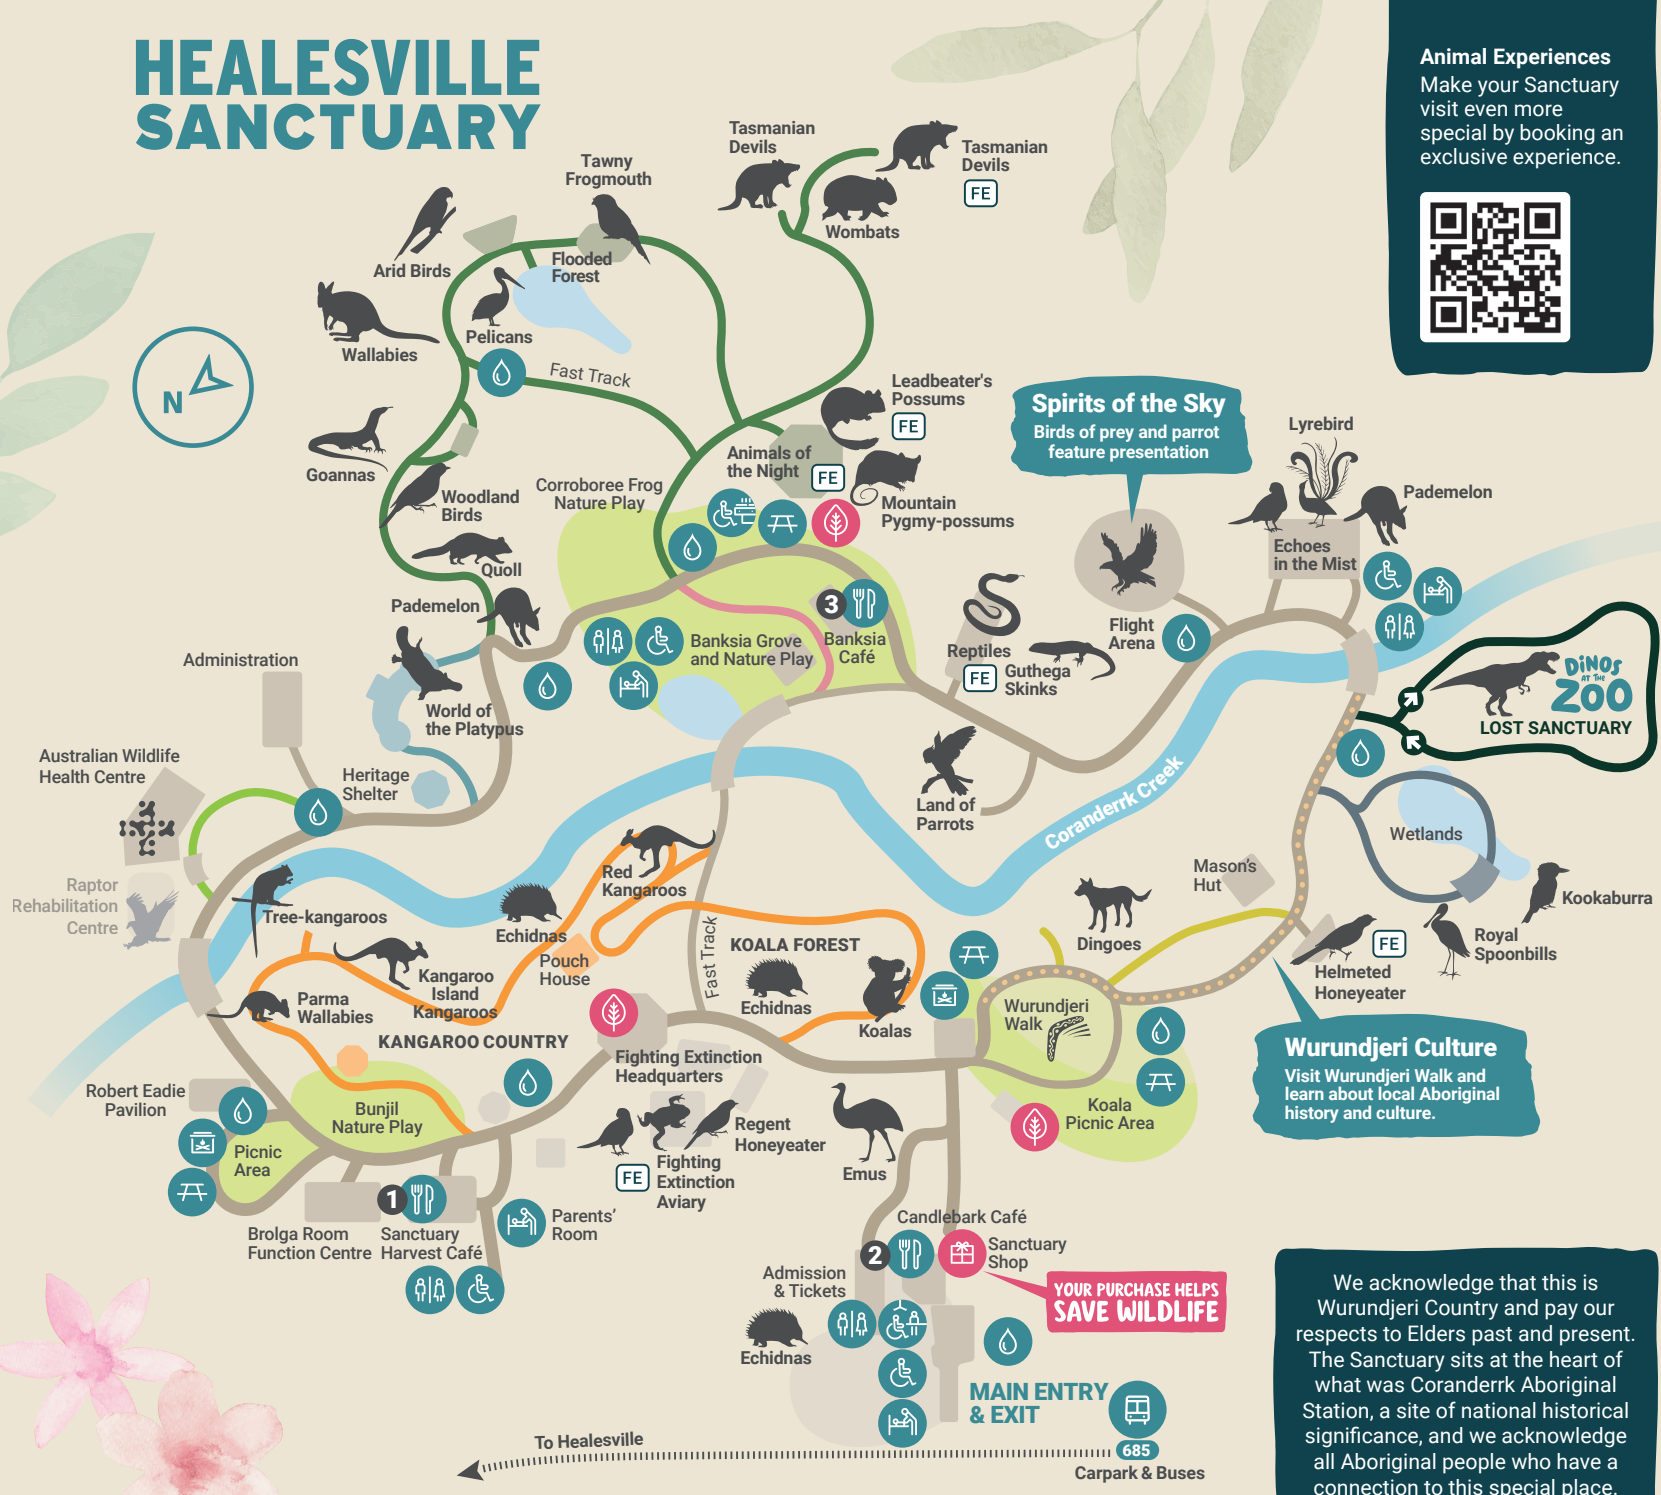 HEALESVILLE
SANCTUARY
Animal Experiences
Make your Sanctuary
visit even more
special by booking an
exclusive experience.
Tasmanian
Devils
Tasmanian
Devils
FE
Wombats
Tawny
Frogmouth
Arid Birds
Flooded
Forest
Pelicans
Wallabies
N
Fast Track
Leadbeater's
Possums
FE
Animals of
the Night
FE
Mountain
Pygmy-possums
Spirits of the Sky
Birds of prey and parrot
feature presentation
Lyrebird
Pademelon
Echoes
in the Mist
Goannas
Woodland
Birds
Corroboree Frog
Nature Play
Quoll
Pademelon
3
Banksia Grove
and Nature Play
Banksia
Café
Reptiles
FE
Guthega
Skinks
Flight
Arena
DiNOS
AT THE
ZOO
LOST SANCTUARY
Administration
World of
the Platypus
Australian Wildlife
Health Centre
Heritage
Shelter
Land of
Parrots
Coranderrk Creek
Wetlands
Mason's
Hut
Kookaburra
Raptor
Rehabilitation
Centre
Tree-kangaroos
Red
Kangaroos
Echidnas
Pouch
House
Fast Track
KOALA FOREST
Echidnas
Koalas
Dingoes
FE
Helmeted
Honeyeater
Royal
Spoonbills
Kangaroo
Island
Kangaroos
Parma
Wallabies
KANGAROO COUNTRY
Wurundjeri
Walk
Wurundjeri Culture
Visit Wurundjeri Walk and
learn about local Aboriginal
history and culture.
Fighting Extinction
Headquarters
Robert Eadie
Pavilion
Bunjil
Nature Play
Picnic
Area
Regent
Honeyeater
FE
Fighting
Extinction
Aviary
Emus
Koala
Picnic Area
1
Brolga Room
Function Centre
Sanctuary
Harvest Café
Parents'
Room
Candlebark Café
2
Sanctuary
Shop
Admission
& Tickets
YOUR PURCHASE HELPS
SAVE WILDLIFE
Echidnas
MAIN ENTRY
& EXIT
To Healesville
685
Carpark & Buses
We acknowledge that this is
Wurundjeri Country and pay our
respects to Elders past and present.
The Sanctuary sits at the heart of
what was Coranderrk Aboriginal
Station, a site of national historical
significance, and we acknowledge
all Aboriginal people who have a
connection to this special place.